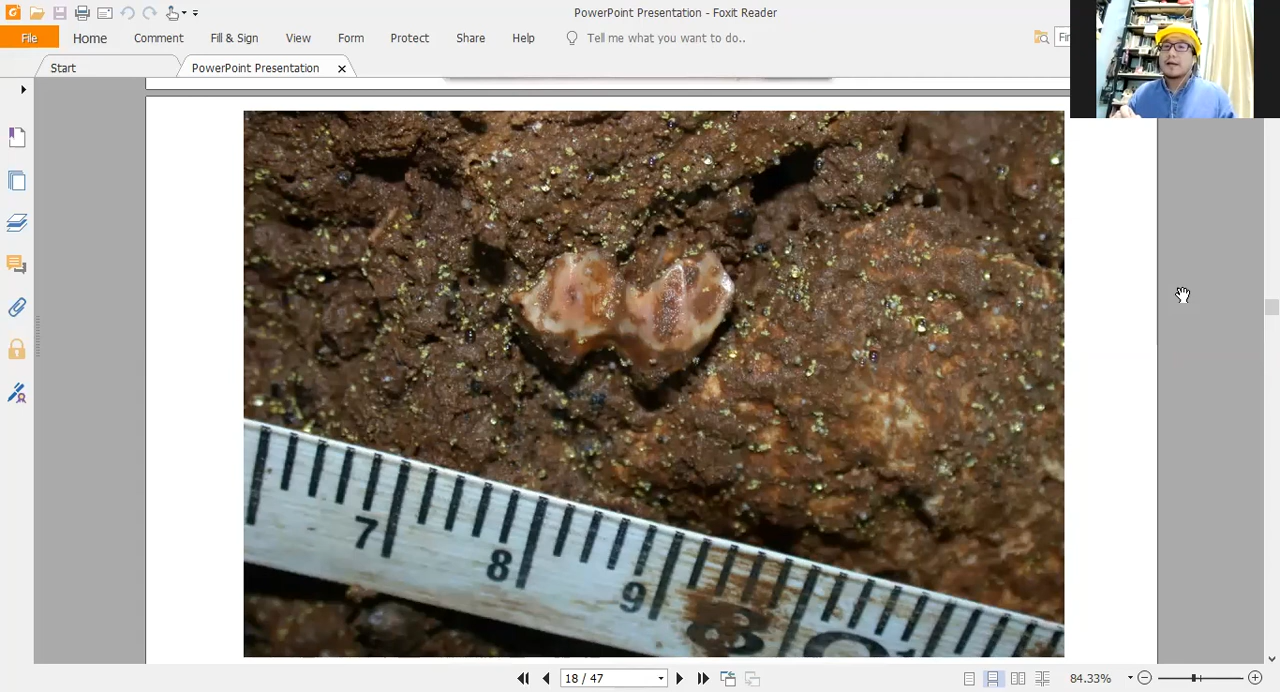 PowerPoint Presentation - Foxit Reader
File Home Comment Fill & Sign View Form Protect Share Help Tell me what you want to do..
Start PowerPoint Presentation
7 8 9
18 / 47 84.33%